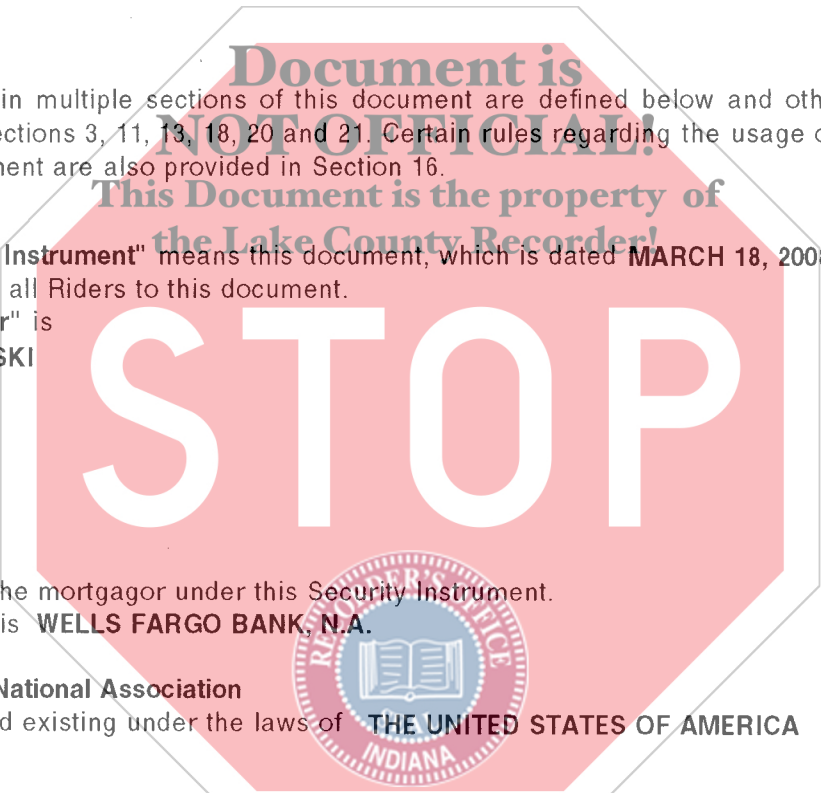 Document is
in multiple sections of this document are defined below and oth
ections 3, 11, 13, 18, 20 and 21. Certain rules regarding the usage o
NOT OFFICIAL!
ment are also provided in Section 16.
This Document is the property of
the Lake County Recorder!
Instrument" means this document, which is dated MARCH 18, 2008
all Riders to this document.
r" is
SKI
STOP
he mortgagor under this Security Instrument.
is WELLS FARGO BANK, N.A.
RECORDER'S OFFICE
National Association
d existing under the laws of THE UNITED STATES OF AMERICA
INDIANA